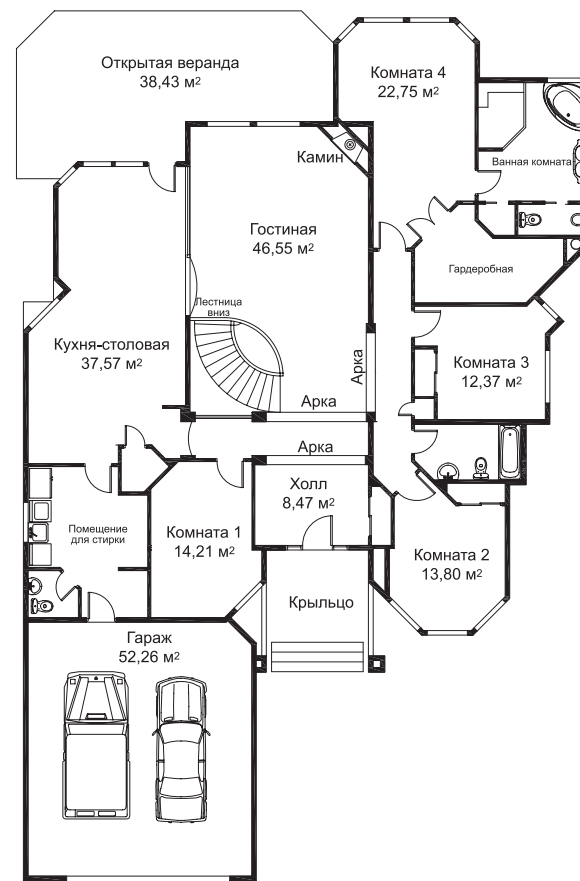 Открытая веранда
38,43 м2
Комната 4
22,75 м2
Камин
Ванная комната
Гостиная
46,55 м2
Гардеробная
Лестница
вниз
Кухня-столовая
37,57 м2
Арка
Комната 3
12,37 м2
Арка
Арка
Холл
8,47 м2
Помещение
для стирки
Комната 1
14,21 м2
Комната 2
13,80 м2
Крыльцо
Гараж
52,26 м2